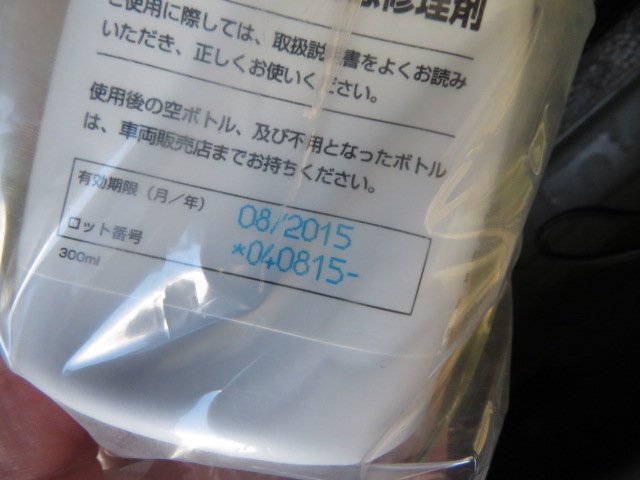 修理剤
ご使用に際しては、取扱説明書をよくお読み
いただき、正しくお使いください。
使用後の空ボトル、及び不用となったボトル
は、車両販売店までお持ちください。
有効期限（月／年） 08/2015
ロット番号 *040815-
300ml